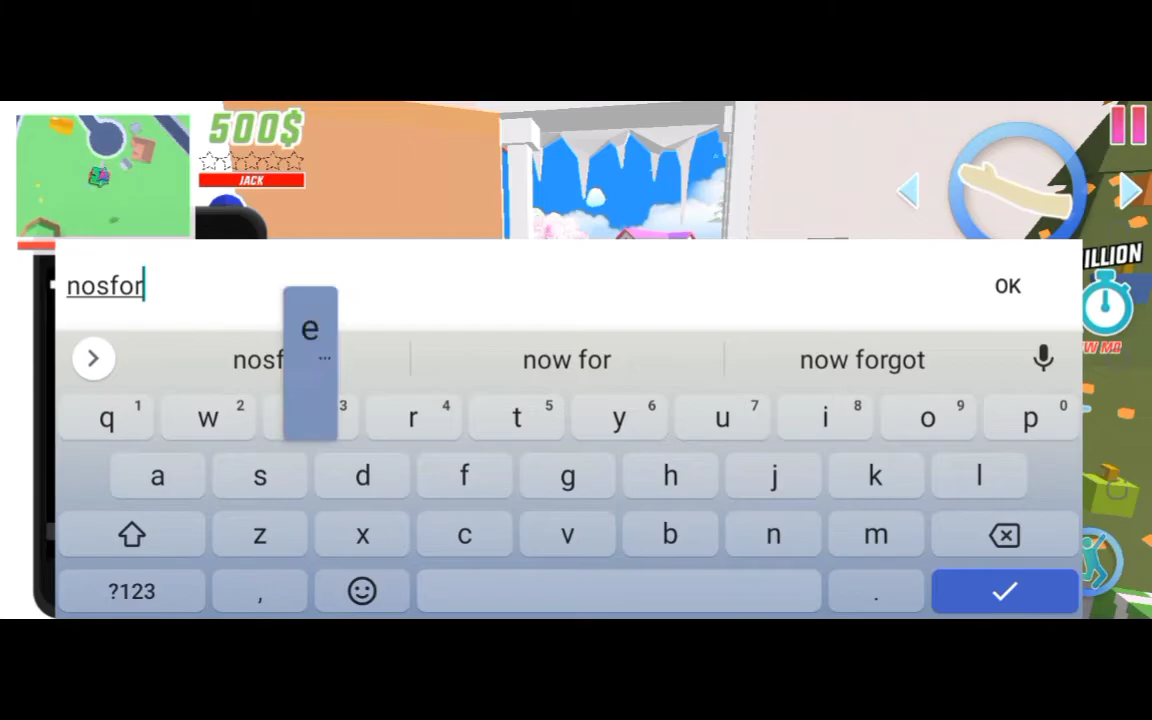 500$
JACK
ILLION
nosfor
OK
e
...
nosf
now for
now forgot
q 1 w 2 3 r 4 t 5 y 6 u 7 i 8 o 9 p 0
a s d f g h j k l
z x c v b n m
?123 , .